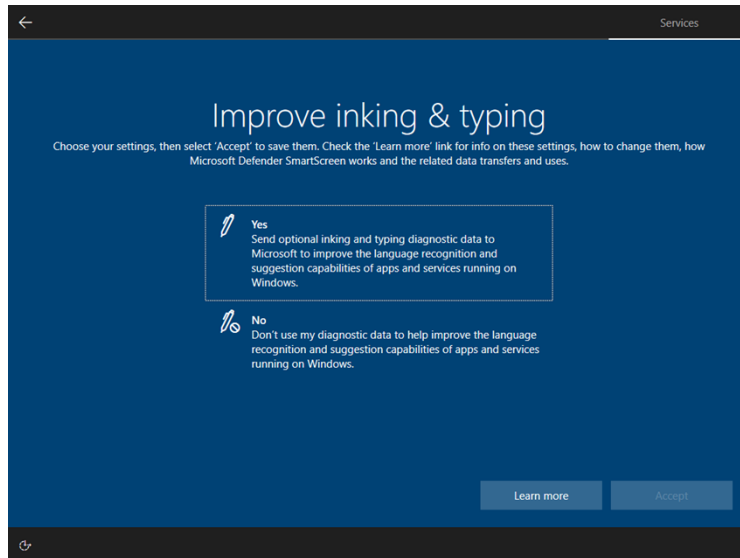 Services
Improve inking & typing
Choose your settings, then select 'Accept' to save them. Check the 'Learn more' link for info on these settings, how to change them, how
Microsoft Defender SmartScreen works and the related data transfers and uses.
Yes
Send optional inking and typing diagnostic data to
Microsoft to improve the language recognition and
suggestion capabilities of apps and services running on
Windows.
No
Don't use my diagnostic data to help improve the language
recognition and suggestion capabilities of apps and services
running on Windows.
Learn more
Accept